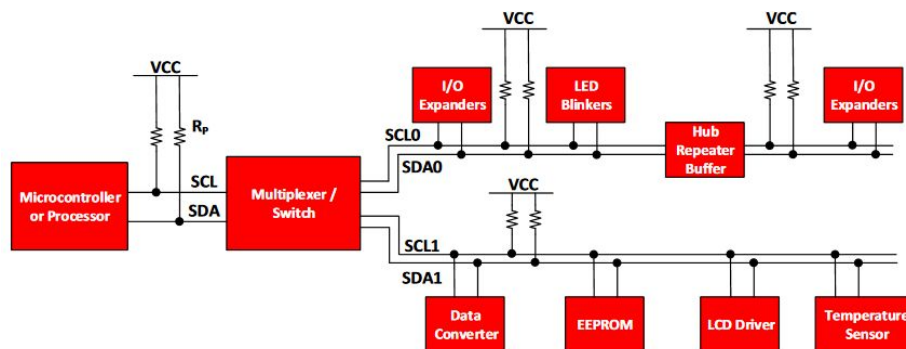 VCC
VCC
VCC
I/O
Expanders
LED
Blinkers
I/O
Expanders
RP
SCL0
SDA0
Hub
Repeater
Buffer
Microcontroller
or Processor
SCL
SDA
Multiplexer /
Switch
VCC
SCL1
SDA1
Data
Converter
EEPROM
LCD Driver
Temperature
Sensor